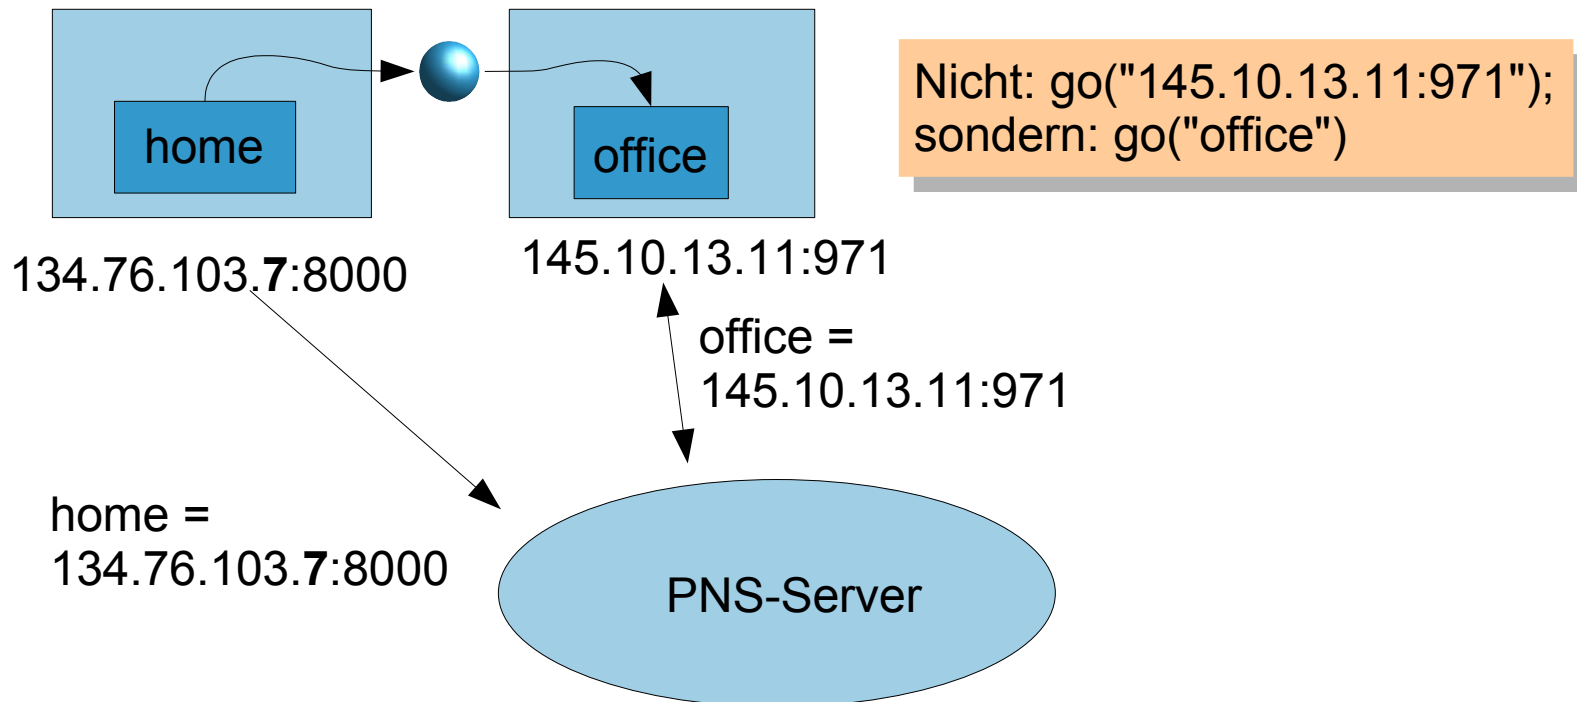 home
office
Nicht: go("145.10.13.11:971");
sondern: go("office")
134.76.103.7:8000
145.10.13.11:971
office =
145.10.13.11:971
home =
134.76.103.7:8000
PNS-Server